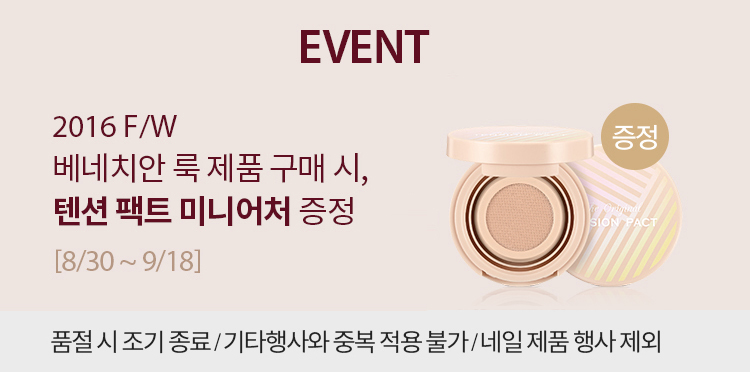 EVENT
2016 F/W
베네치안 룩 제품 구매 시,
텐션 팩트 미니어처 증정
[8/30 ~ 9/18]
증정
Original
SION PACT
품절 시 조기 종료 / 기타행사와 중복 적용 불가 / 네일 제품 행사 제외